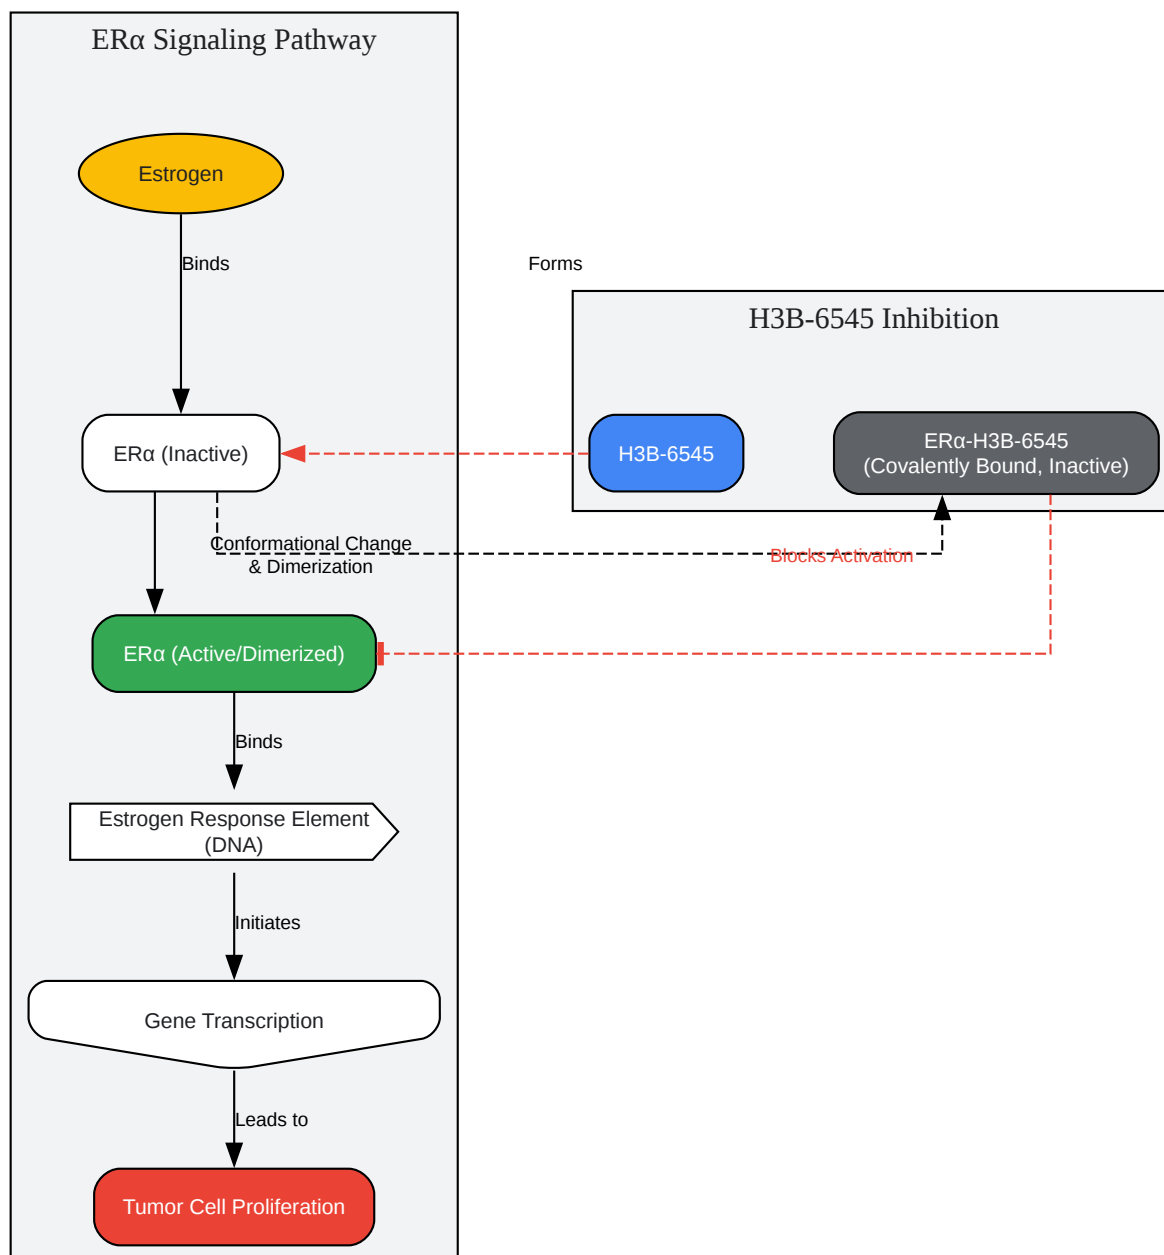 ERα Signaling Pathway
Estrogen
Binds
Forms
H3B-6545 Inhibition
ERα (Inactive)
H3B-6545
ERα-H3B-6545
(Covalently Bound, Inactive)
Conformational Change
& Dimerization
Blocks Activation
ERα (Active/Dimerized)
Binds
Estrogen Response Element
(DNA)
Initiates
Gene Transcription
Leads to
Tumor Cell Proliferation